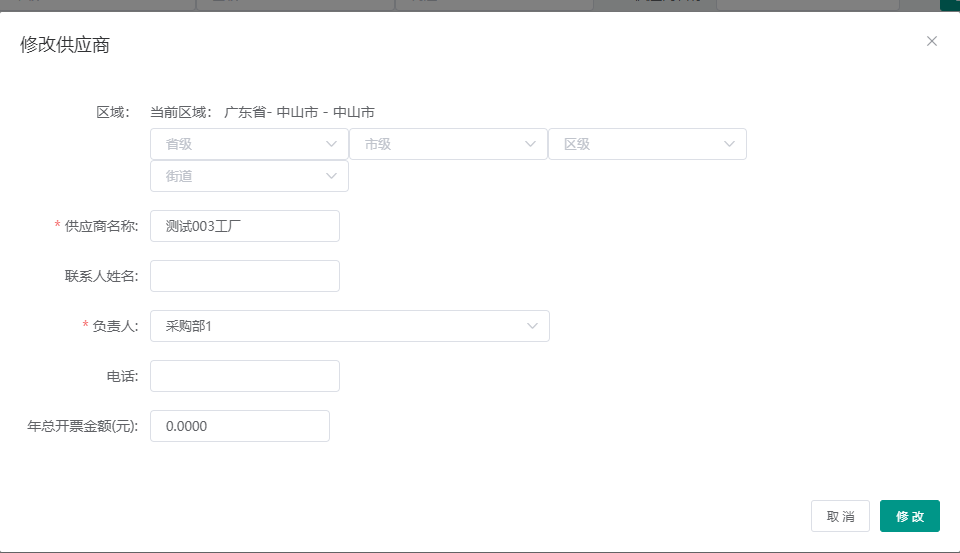 修改供应商
区域： 当前区域： 广东省- 中山市 - 中山市
省级 市级 区级
街道
* 供应商名称: 测试003工厂
联系人姓名:
* 负责人: 采购部1
电话:
年总开票金额(元): 0.0000
取消 修改